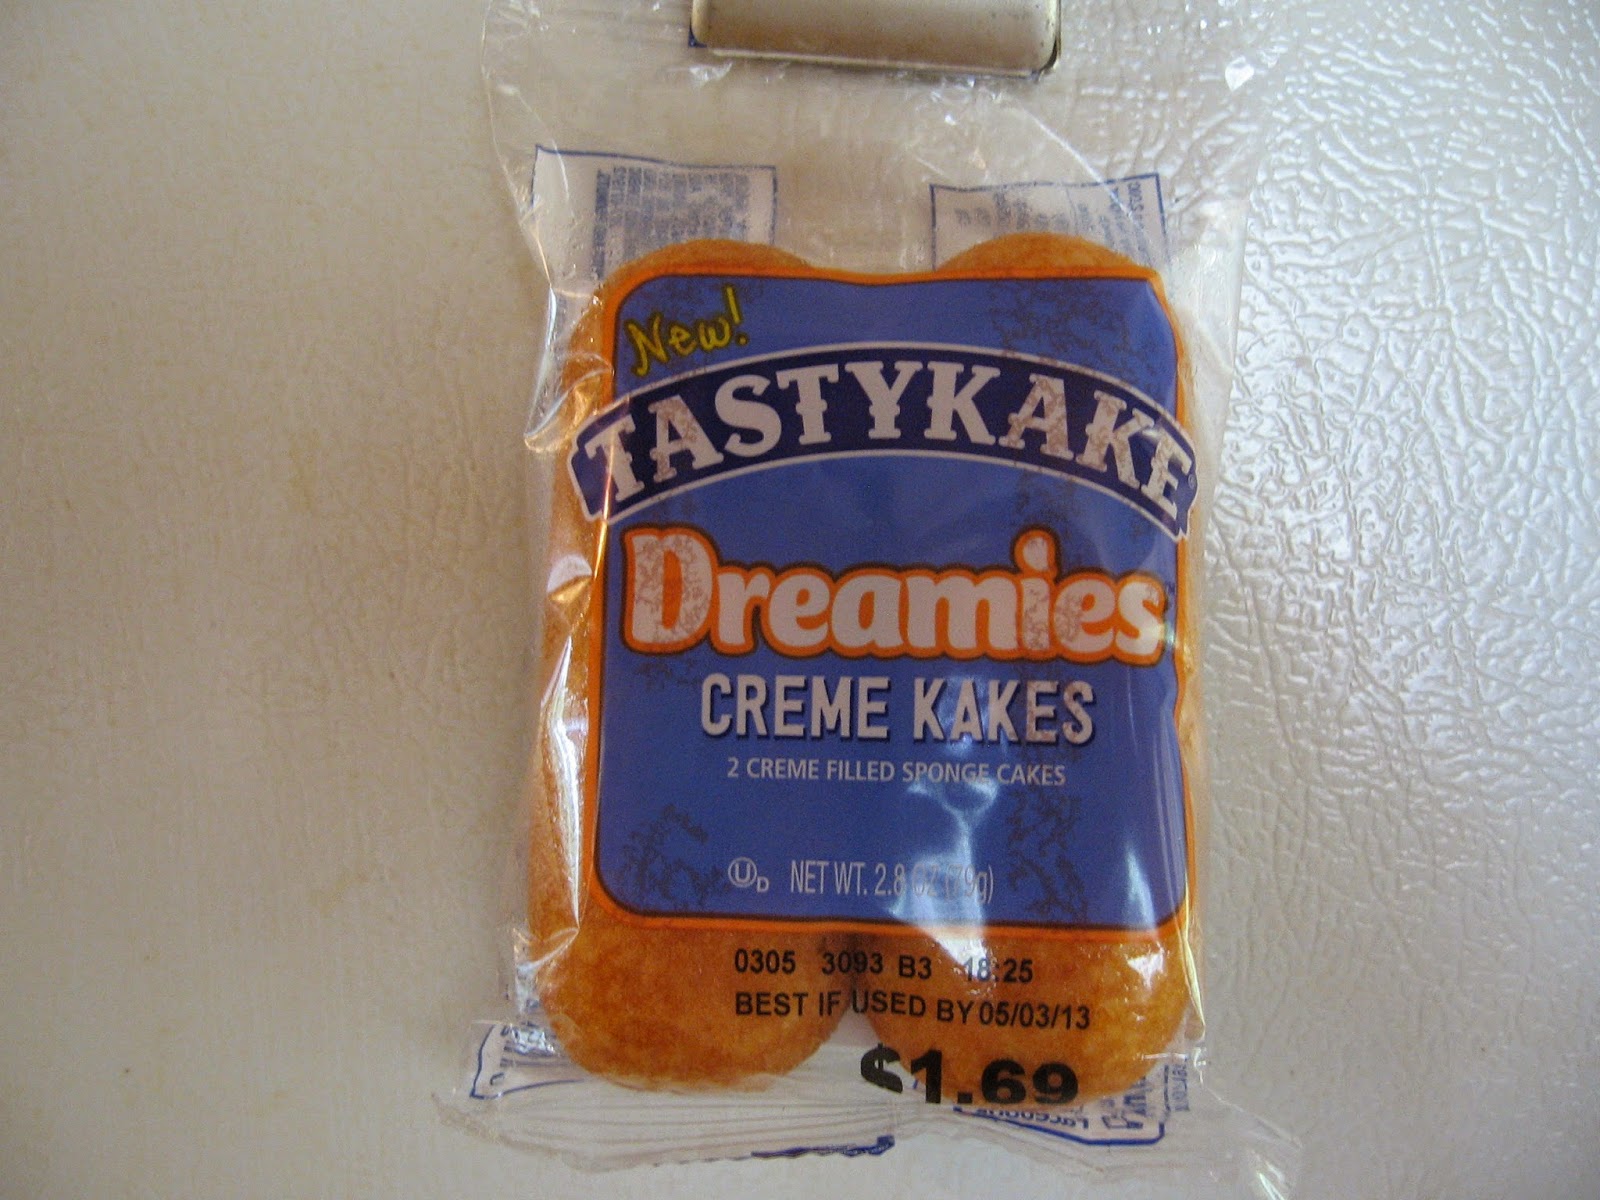 New!
TASTYKAKE
Dreamies
CREME KAKES
2 CREME FILLED SPONGE CAKES
UD NET WT. 2.8 OZ (79g)
0305 3093 B3 18:25
BEST IF USED BY 05/03/13
$1.69